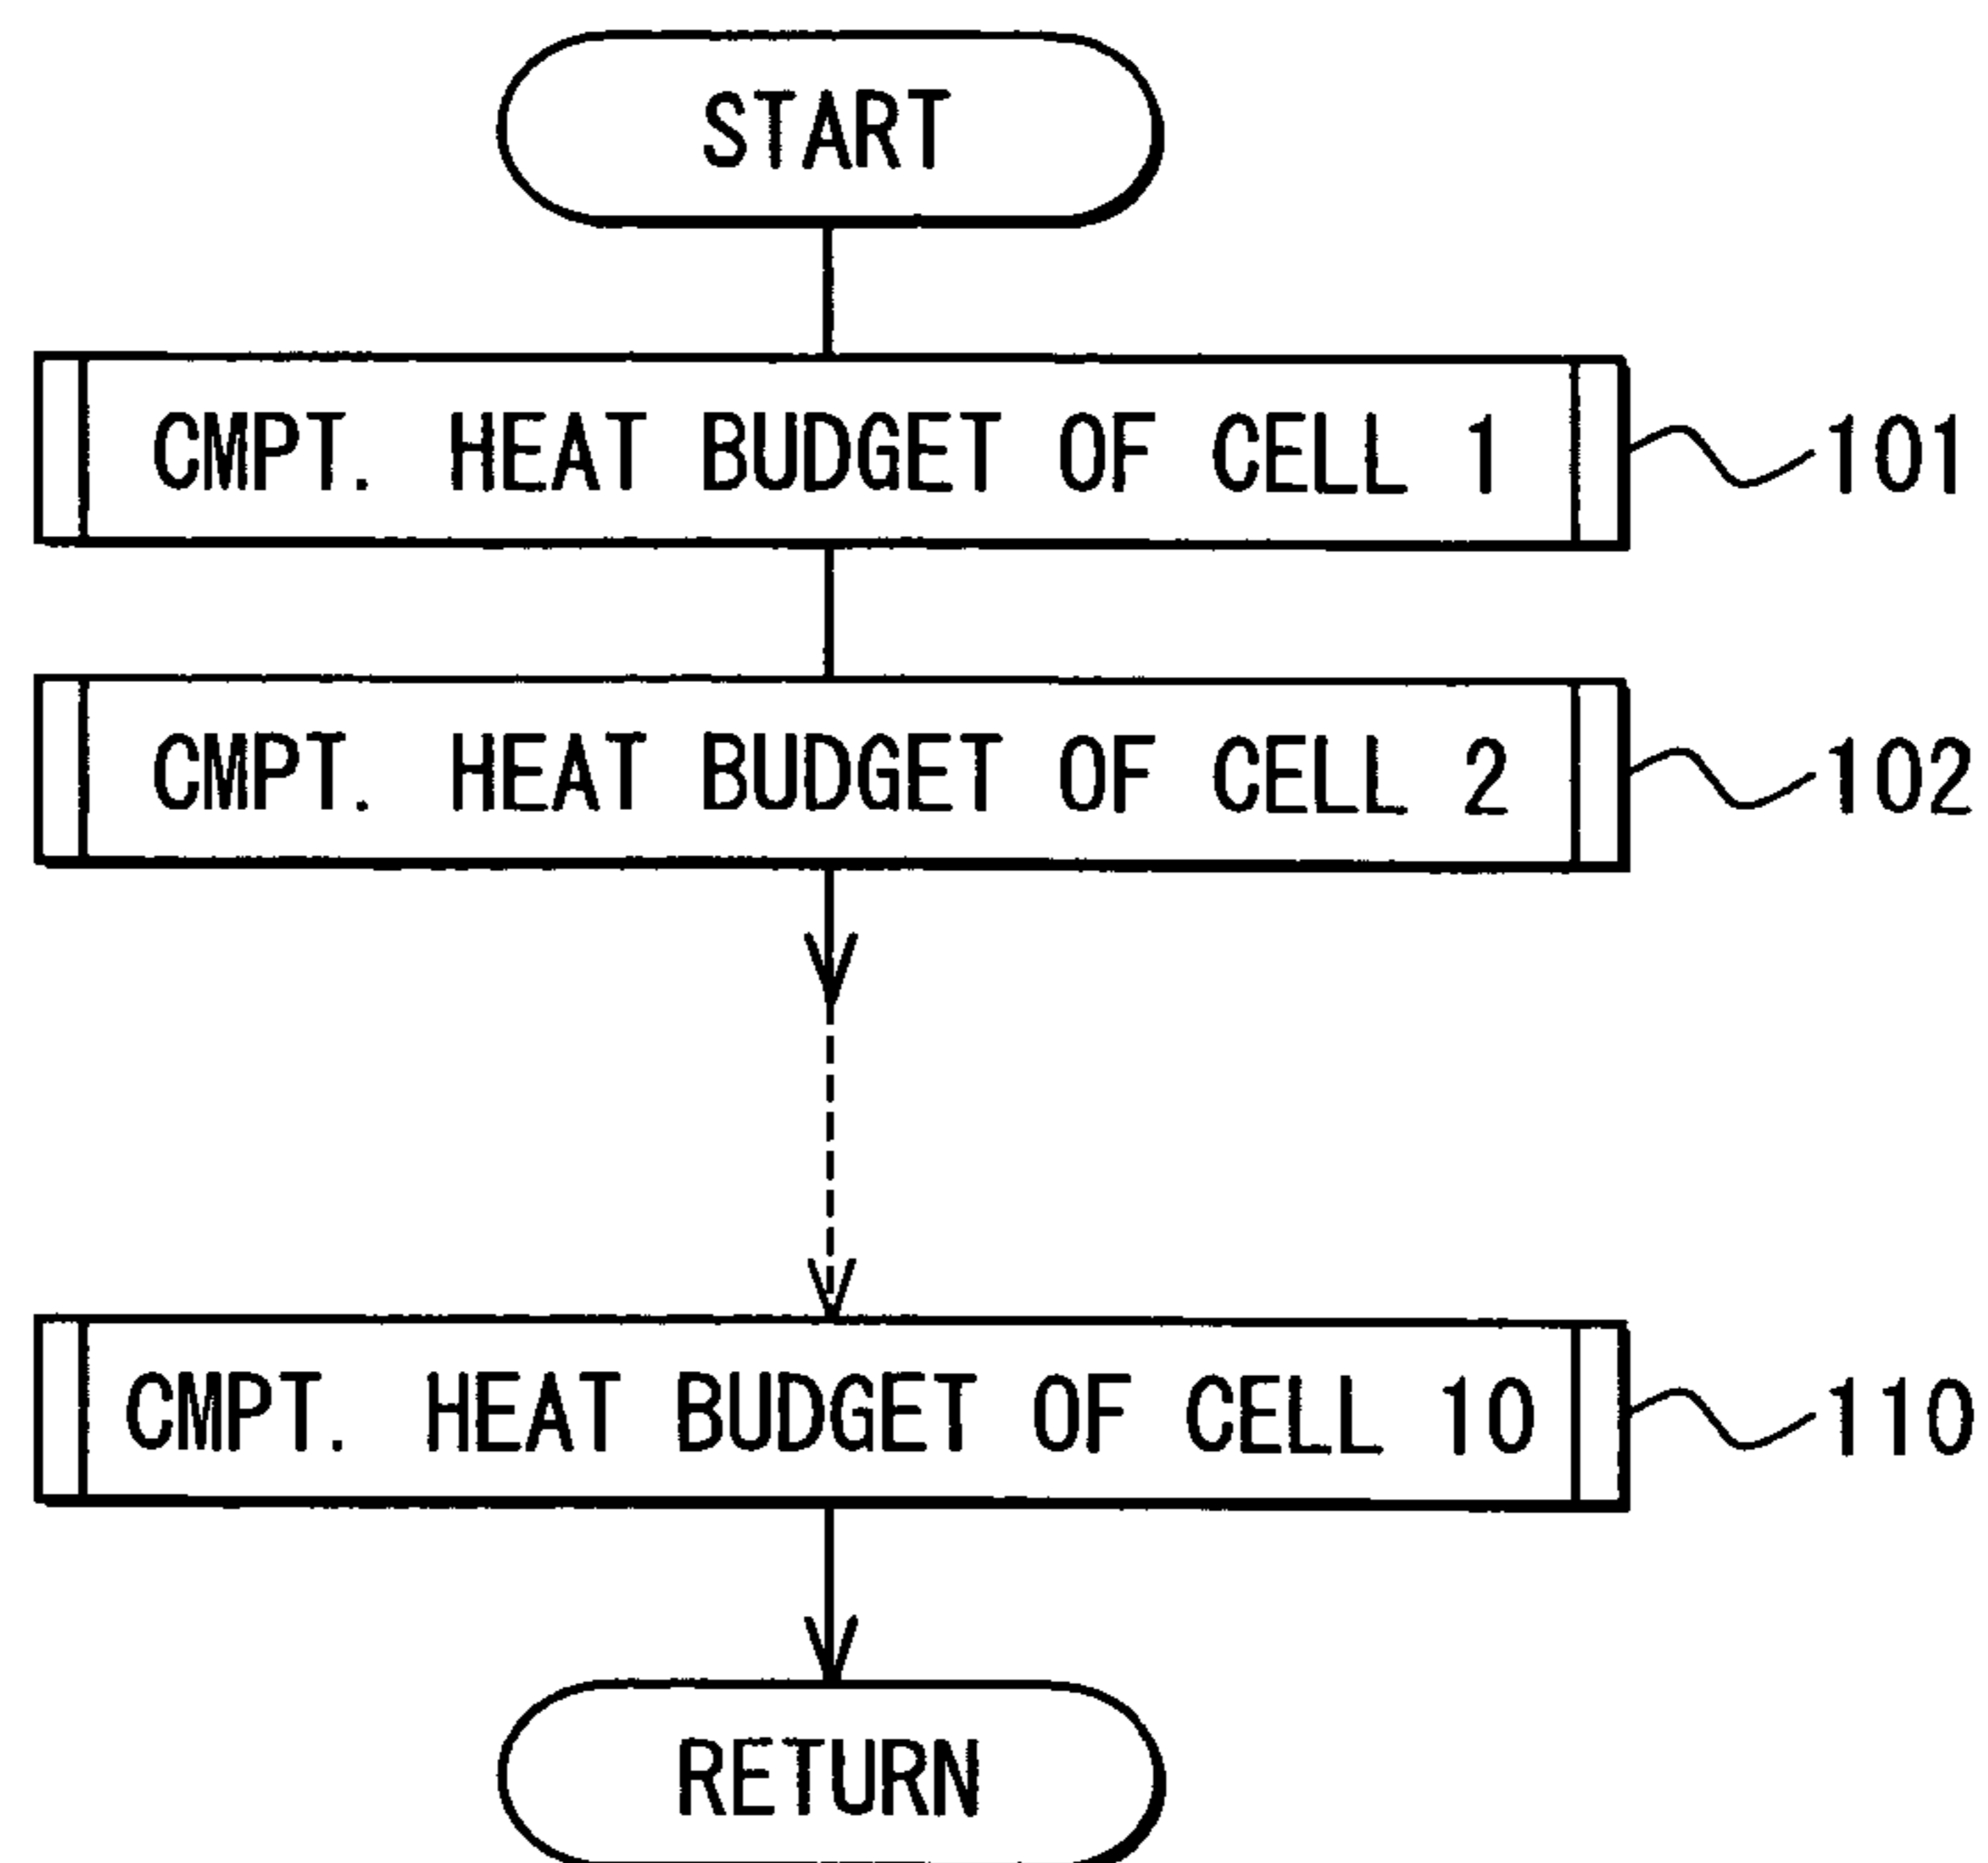 START
CMPT. HEAT BUDGET OF CELL 1 101
CMPT. HEAT BUDGET OF CELL 2 102
CMPT. HEAT BUDGET OF CELL 10 110
RETURN